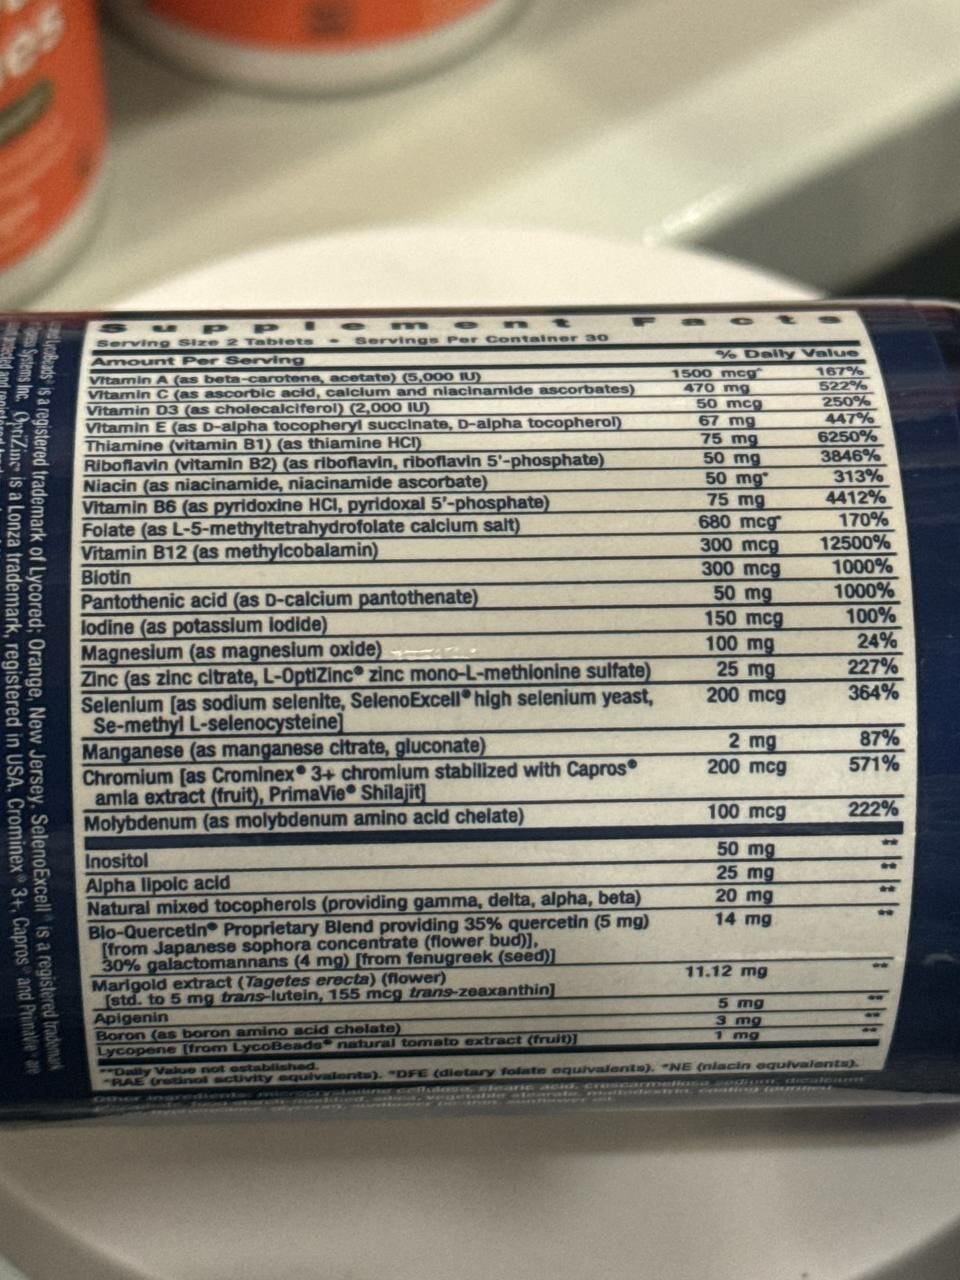 Supplement Facts
Serving Size 2 Tablets • Servings Per Container 30
Amount Per Serving % Daily Value
Vitamin A (as beta-carotene, acetate) (5,000 IU) 1500 mcg^ 167%
Vitamin C (as ascorbic acid, calcium and niacinamide ascorbates) 470 mg 522%
Vitamin D3 (as cholecalciferol) (2,000 IU) 50 mcg 250%
Vitamin E (as D-alpha tocopheryl succinate, D-alpha tocopherol) 67 mg 447%
Thiamine (vitamin B1) (as thiamine HCl) 75 mg 6250%
Riboflavin (vitamin B2) (as riboflavin, riboflavin 5'-phosphate) 50 mg 3846%
Niacin (as niacinamide, niacinamide ascorbate) 50 mg* 313%
Vitamin B6 (as pyridoxine HCl, pyridoxal 5'-phosphate) 75 mg 4412%
Folate (as L-5-methyltetrahydrofolate calcium salt) 680 mcg* 170%
Vitamin B12 (as methylcobalamin) 300 mcg 12500%
Biotin 300 mcg 1000%
Pantothenic acid (as D-calcium pantothenate) 50 mg 1000%
Iodine (as potassium iodide) 150 mcg 100%
Magnesium (as magnesium oxide) 100 mg 24%
Zinc (as zinc citrate, L-OptiZinc® zinc mono-L-methionine sulfate) 25 mg 227%
Selenium [as sodium selenite, SelenoExcell® high selenium yeast, 200 mcg 364%
Se-methyl L-selenocysteine]
Manganese (as manganese citrate, gluconate) 2 mg 87%
Chromium [as Crominex® 3+ chromium stabilized with Capros® 200 mcg 571%
amla extract (fruit), PrimaVie® Shilajit]
Molybdenum (as molybdenum amino acid chelate) 100 mcg 222%
Inositol 50 mg **
Alpha lipoic acid 25 mg **
Natural mixed tocopherols (providing gamma, delta, alpha, beta) 20 mg **
Bio-Quercetin® Proprietary Blend providing 35% quercetin (5 mg) 14 mg **
[from Japanese sophora concentrate (flower bud)],
30% galactomannans (4 mg) [from fenugreek (seed)]
Marigold extract (Tagetes erecta) (flower) 11.12 mg **
[std. to 5 mg trans-lutein, 155 mcg trans-zeaxanthin]
Apigenin 5 mg **
Boron (as boron amino acid chelate) 3 mg **
Lycopene [from LycoBeads® natural tomato extract (fruit)] 1 mg **
**Daily Value not established.
^RAE (retinol activity equivalents). *DFE (dietary folate equivalents). *NE (niacin equivalents).
Other ingredients: microcrystalline cellulose, stearic acid, croscarmellose sodium, dicalcium
LycoBeads® is a registered trademark of Lycored; Orange, New Jersey. SelenoExcell® is a registered trademark
Systems Inc. OptiZinc® is a Lonza trademark, registered in USA. Crominex® 3+, Capros® and PrimaVie® are